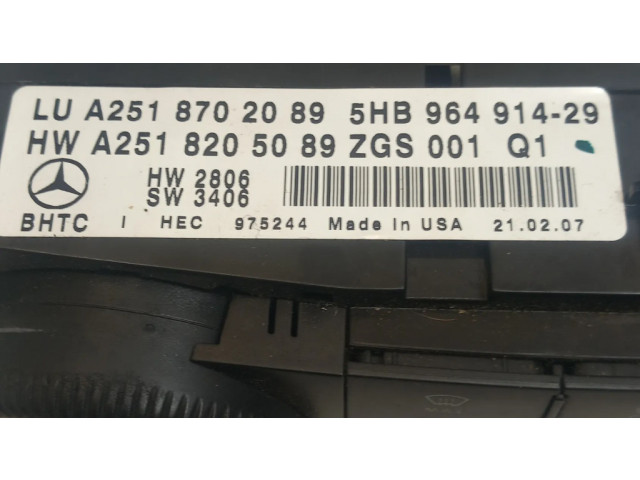 LU A251 870 20 89 5HB 964 914-29
HW A251 820 50 89 ZGS 001 Q1
HW 2806
SW 3406
BHTC I HEC 975244 Made In USA 21.02.07